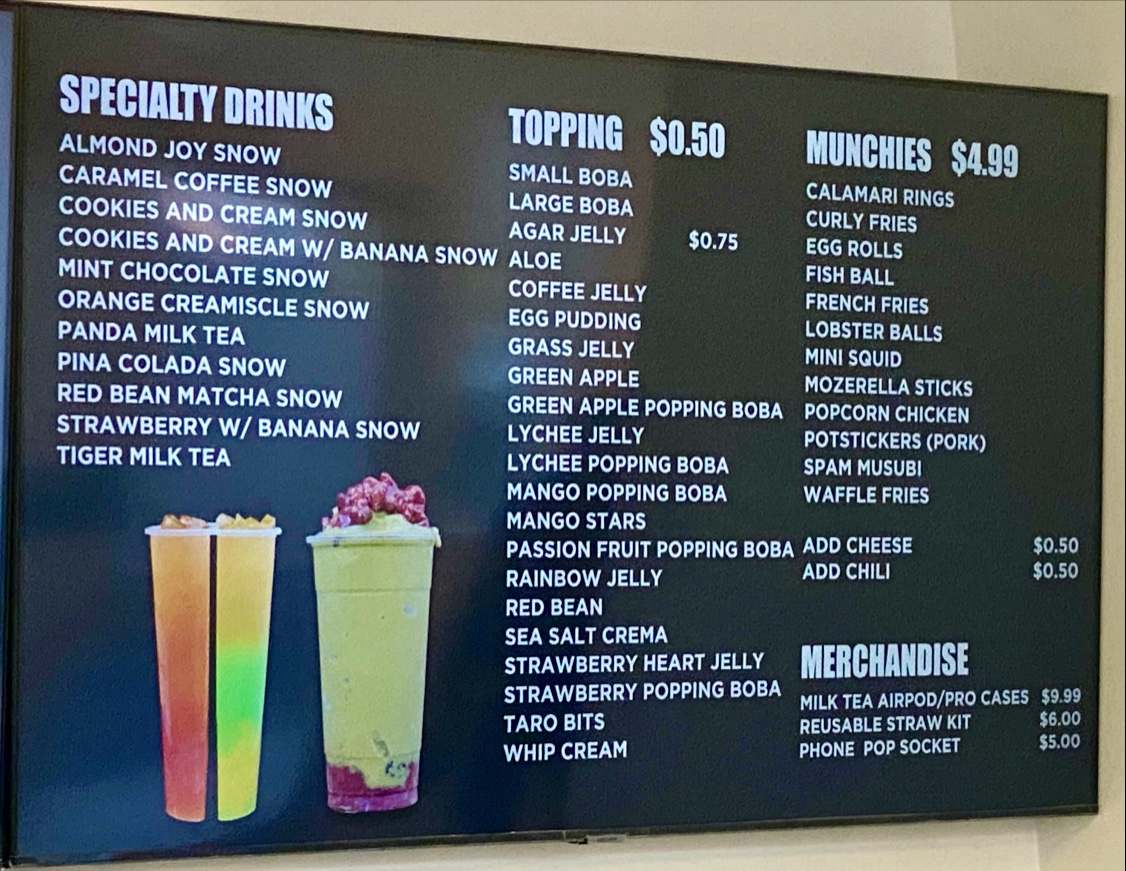 SPECIALTY DRINKS
ALMOND JOY SNOW
CARAMEL COFFEE SNOW
COOKIES AND CREAM SNOW
COOKIES AND CREAM W/ BANANA SNOW
MINT CHOCOLATE SNOW
ORANGE CREAMISCLE SNOW
PANDA MILK TEA
PINA COLADA SNOW
RED BEAN MATCHA SNOW
STRAWBERRY W/ BANANA SNOW
TIGER MILK TEA
TOPPING $0.50
SMALL BOBA
LARGE BOBA
AGAR JELLY $0.75
ALOE
COFFEE JELLY
EGG PUDDING
GRASS JELLY
GREEN APPLE
GREEN APPLE POPPING BOBA
LYCHEE JELLY
LYCHEE POPPING BOBA
MANGO POPPING BOBA
MANGO STARS
PASSION FRUIT POPPING BOBA
RAINBOW JELLY
RED BEAN
SEA SALT CREMA
STRAWBERRY HEART JELLY
STRAWBERRY POPPING BOBA
TARO BITS
WHIP CREAM
MUNCHIES $4.99
CALAMARI RINGS
CURLY FRIES
EGG ROLLS
FISH BALL
FRENCH FRIES
LOBSTER BALLS
MINI SQUID
MOZERELLA STICKS
POPCORN CHICKEN
POTSTICKERS (PORK)
SPAM MUSUBI
WAFFLE FRIES
ADD CHEESE $0.50
ADD CHILI $0.50
MERCHANDISE
MILK TEA AIRPOD/PRO CASES $9.99
REUSABLE STRAW KIT $6.00
PHONE POP SOCKET $5.00